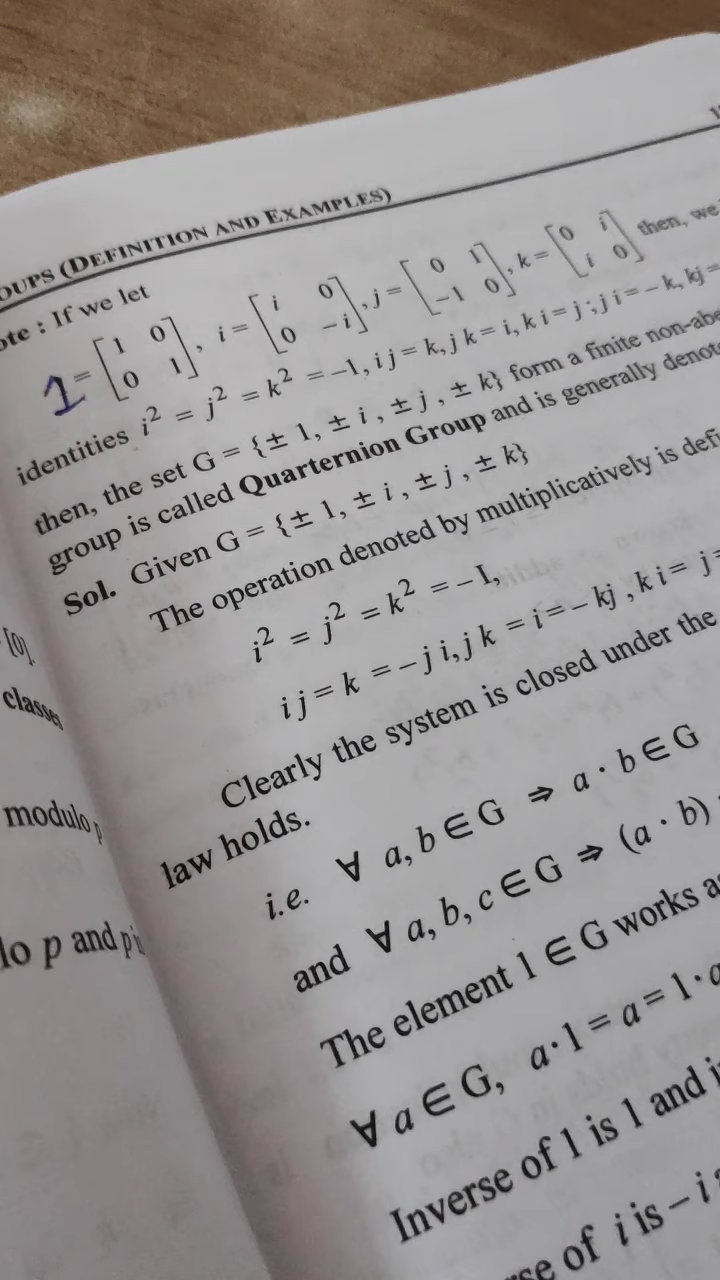 OUPS (DEFINITION AND EXAMPLES)
ote : If we let
1 = [1 0; 0 1], i = [i 0; 0 −i], j = [0 1; −1 0], k = [0 i; i 0] then, we
identities i² = j² = k² = −1, i j = k, j k = i, k i = j ; j i = − k, kj =
then, the set G = {± 1, ± i , ± j , ± k} form a finite non-abe
group is called Quarternion Group and is generally denot
Sol. Given G = {± 1, ± i , ± j , ± k}
The operation denoted by multiplicatively is defi
i² = j² = k² = −1,
i j = k = − j i, j k = i = − kj , k i = j =
Clearly the system is closed under the
law holds.
i.e. ∀ a, b ∈ G ⇒ a · b ∈ G
and ∀ a, b, c ∈ G ⇒ (a · b)
The element 1 ∈ G works a
∀ a ∈ G, a·1 = a = 1·a
Inverse of 1 is 1 and i
rse of i is − i
[0].
classes
modulo p
lo p and p i